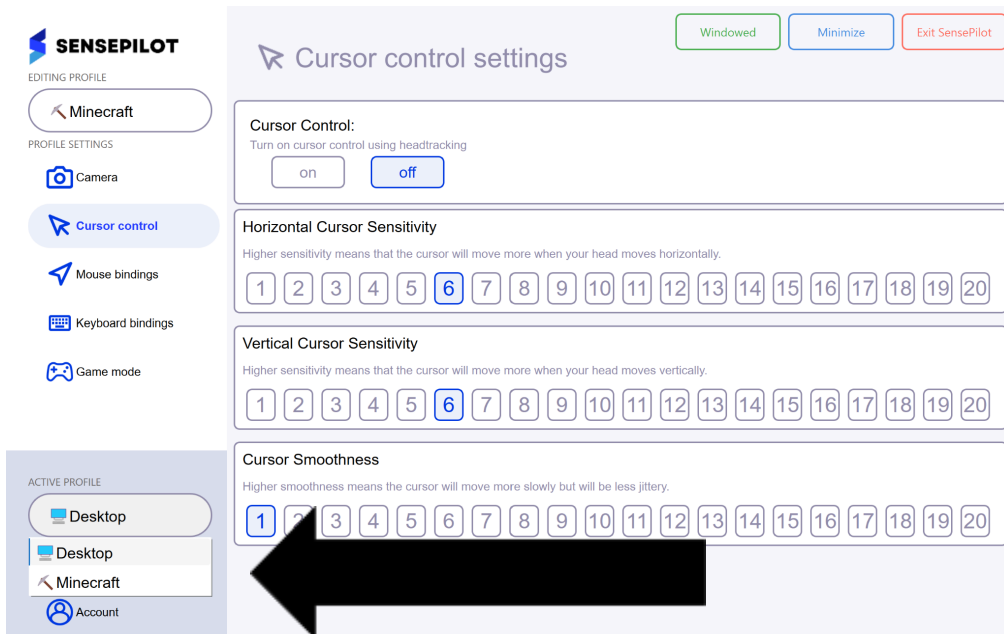 SENSEPILOT
EDITING PROFILE
Minecraft
PROFILE SETTINGS
Camera
Cursor control
Mouse bindings
Keyboard bindings
Game mode
ACTIVE PROFILE
Desktop
Desktop
Minecraft
Account
Windowed Minimize Exit SensePilot
Cursor control settings
Cursor Control:
Turn on cursor control using headtracking
on off
Horizontal Cursor Sensitivity
Higher sensitivity means that the cursor will move more when your head moves horizontally.
1 2 3 4 5 6 7 8 9 10 11 12 13 14 15 16 17 18 19 20
Vertical Cursor Sensitivity
Higher sensitivity means that the cursor will move more when your head moves vertically.
1 2 3 4 5 6 7 8 9 10 11 12 13 14 15 16 17 18 19 20
Cursor Smoothness
Higher smoothness means the cursor will move more slowly but will be less jittery.
1 2 3 4 5 6 7 8 9 10 11 12 13 14 15 16 17 18 19 20